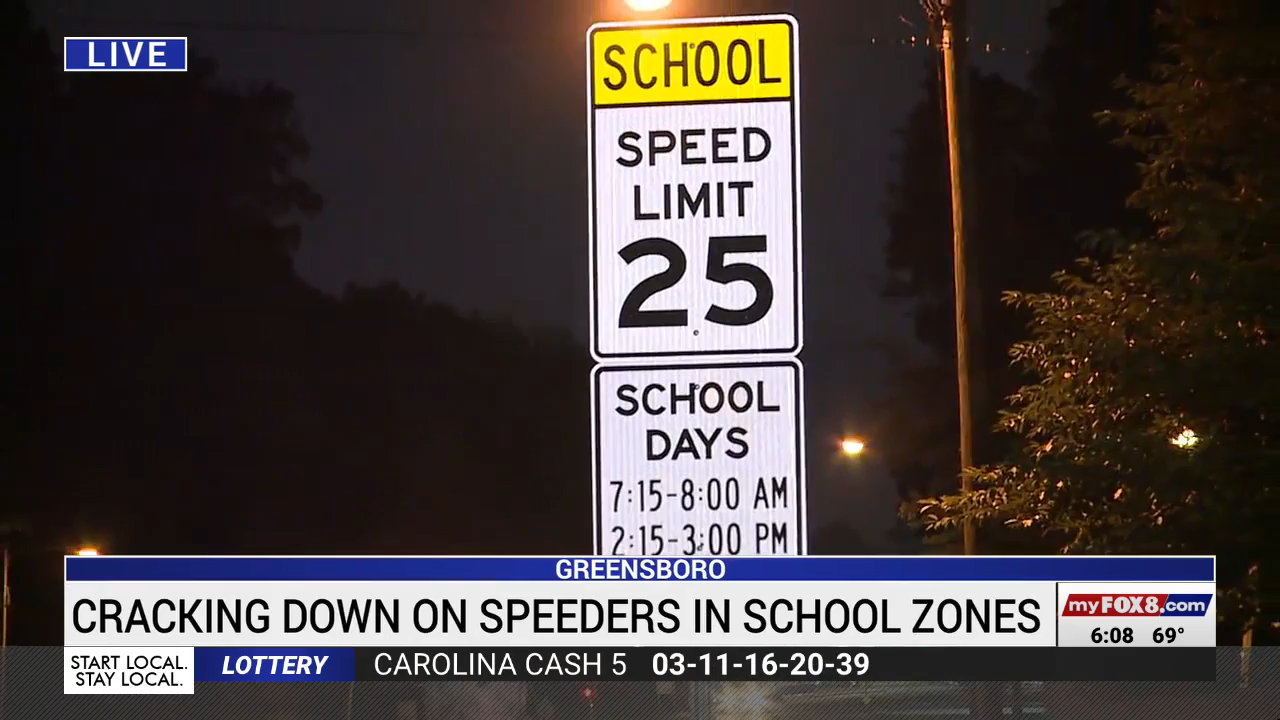 LIVE
SCHOOL
SPEED
LIMIT
25
SCHOOL
DAYS
7:15-8:00 AM
2:15-3:00 PM
GREENSBORO
CRACKING DOWN ON SPEEDERS IN SCHOOL ZONES
myFOX8.com
6:08 69°
START LOCAL.
STAY LOCAL.
LOTTERY CAROLINA CASH 5 03-11-16-20-39